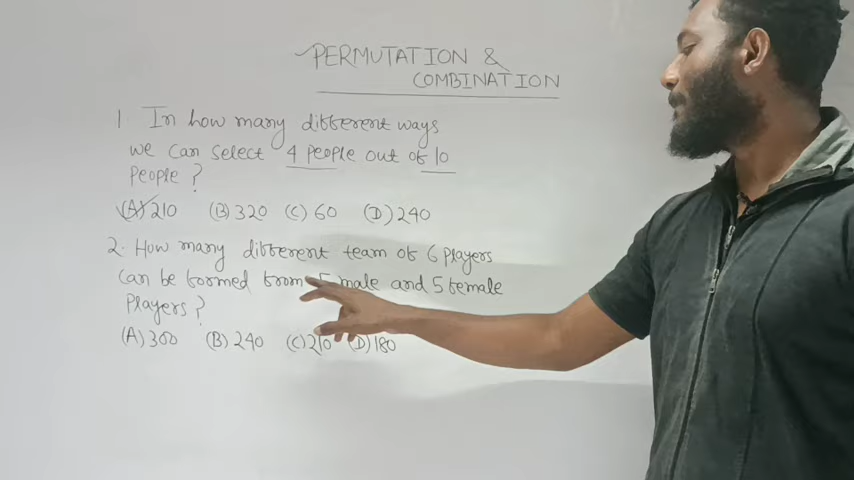 PERMUTATION &
COMBINATION
1 In how many different ways
we can select 4 people out of 10
People ?
(A) 210 (B) 320 (C) 60 (D) 240
2. How many different team of 6 players
can be formed from 5 male and 5 female
Players ?
(A) 300 (B) 240 (C) 210 (D) 180